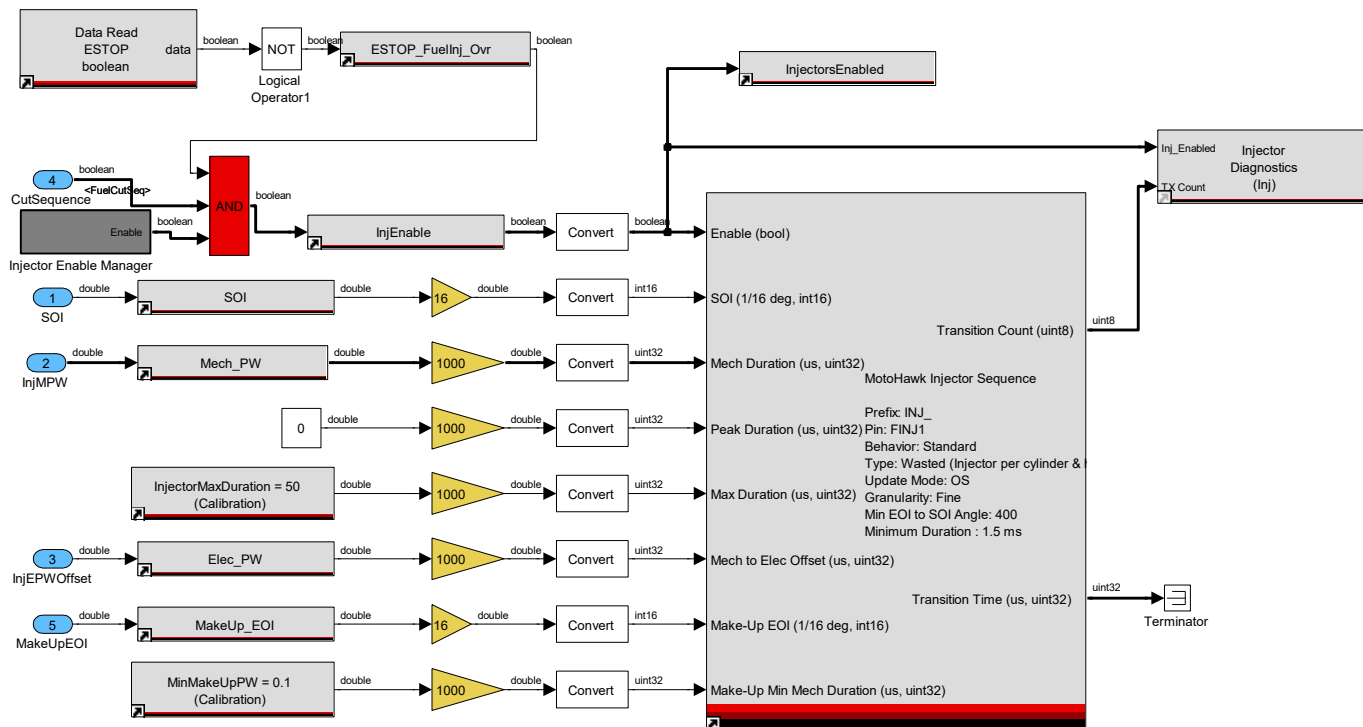 Data Read
ESTOP
boolean
data
boolean
NOT
Logical
Operator1
boolean
ESTOP_FuelInj_Ovr
boolean
InjectorsEnabled
Inj_Enabled
TX Count
Injector
Diagnostics
(Inj)
4
CutSequence
boolean
<FuelCutSeq>
Enable
boolean
Injector Enable Manager
AND
boolean
InjEnable
boolean
Convert
boolean
Enable (bool)
1
SOI
double
SOI
double
16
double
Convert
int16
SOI (1/16 deg, int16)
2
InjMPW
double
Mech_PW
double
1000
double
Convert
uint32
Mech Duration (us, uint32)
0
double
1000
double
Convert
uint32
Peak Duration (us, uint32)
InjectorMaxDuration = 50
(Calibration)
double
1000
double
Convert
uint32
Max Duration (us, uint32)
3
InjEPWOffset
double
Elec_PW
double
1000
double
Convert
uint32
Mech to Elec Offset (us, uint32)
5
MakeUpEOI
double
MakeUp_EOI
double
16
double
Convert
int16
Make-Up EOI (1/16 deg, int16)
MinMakeUpPW = 0.1
(Calibration)
double
1000
double
Convert
uint32
Make-Up Min Mech Duration (us, uint32)
MotoHawk Injector Sequence
Prefix: INJ_
Pin: FINJ1
Behavior: Standard
Type: Wasted (Injector per cylinder &
Update Mode: OS
Granularity: Fine
Min EOI to SOI Angle: 400
Minimum Duration : 1.5 ms
Transition Count (uint8)
uint8
Transition Time (us, uint32)
uint32
Terminator